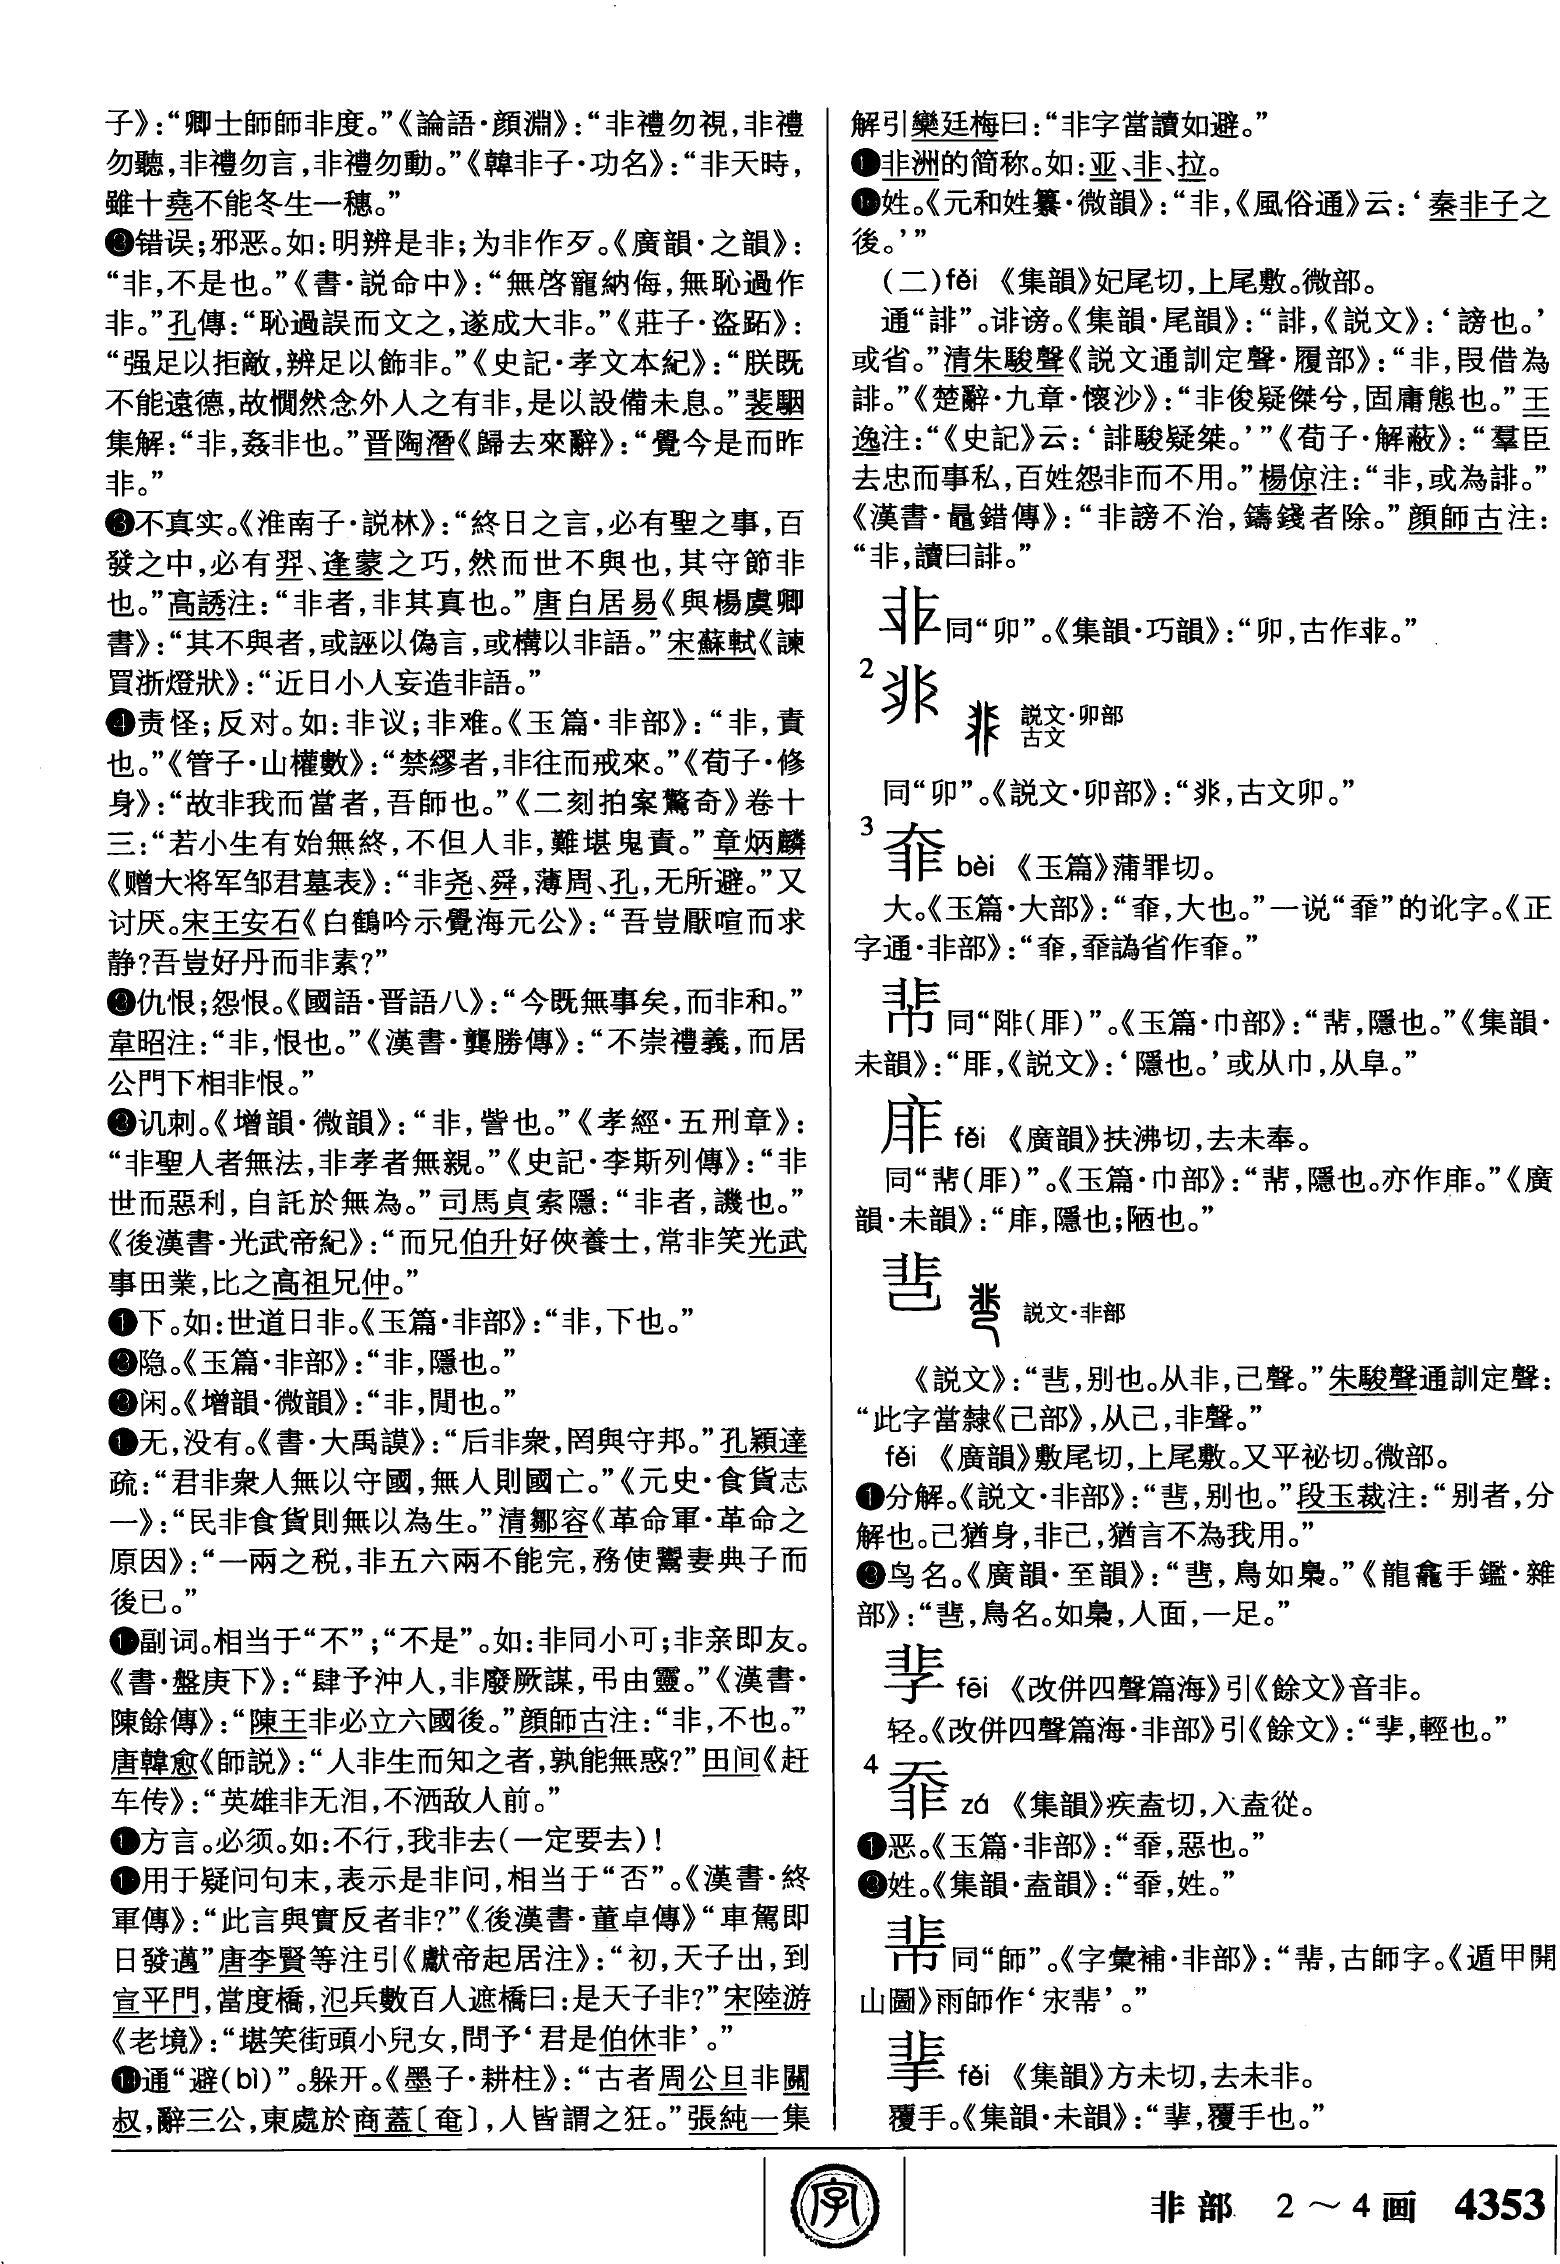 子》：“卿士師師非度。”《論語·顔淵》：“非禮勿視，非禮
勿聽，非禮勿言，非禮勿動。”《韓非子·功名》：“非天時，
雖十堯不能冬生一穗。”
❷错误；邪恶。如：明辨是非；为非作歹。《廣韻·之韻》：
“非，不是也。”《書·説命中》：“無啓寵納侮，無恥過作
非。”孔傳：“恥過誤而文之，遂成大非。”《莊子·盗跖》：
“强足以拒敵，辨足以飾非。”《史記·孝文本紀》：“朕既
不能遠德，故憪然念外人之有非，是以設備未息。”裴駰
集解：“非，姦非也。”晋陶潛《歸去來辭》：“覺今是而昨
非。”
❸不真实。《淮南子·説林》：“終日之言，必有聖之事，百
發之中，必有羿、逢蒙之巧，然而世不與也，其守節非
也。”高誘注：“非者，非其真也。”唐白居易《與楊虞卿
書》：“其不與者，或誣以偽言，或構以非語。”宋蘇軾《諫
買浙燈狀》：“近日小人妄造非語。”
❹责怪；反对。如：非议；非难。《玉篇·非部》：“非，責
也。”《管子·山權數》：“禁繆者，非往而戒來。”《荀子·修
身》：“故非我而當者，吾師也。”《二刻拍案驚奇》卷十
三：“若小生有始無終，不但人非，難堪鬼責。”章炳麟
《赠大将军邹君墓表》：“非尧、舜，薄周、孔，无所避。”又
讨厌。宋王安石《白鶴吟示覺海元公》：“吾豈厭喧而求
静？吾豈好丹而非素？”
仇恨；怨恨。《國語·晋語八》：“今既無事矣，而非和。”
韋昭注：“非，恨也。”《漢書·龔勝傳》：“不崇禮義，而居
公門下相非恨。”
讥刺。《增韻·微韻》：“非，訾也。”《孝經·五刑章》：
“非聖人者無法，非孝者無親。”《史記·李斯列傳》：“非
世而惡利，自託於無為。”司馬貞索隱：“非者，譏也。”
《後漢書·光武帝紀》：“而兄伯升好俠養士，常非笑光武
事田業，比之高祖兄仲。”
下。如：世道日非。《玉篇·非部》：“非，下也。”
隐。《玉篇·非部》：“非，隱也。”
闲。《增韻·微韻》：“非，閒也。”
无，没有。《書·大禹謨》：“后非衆，罔與守邦。”孔穎達
疏：“君非衆人無以守國，無人則國亡。”《元史·食貨志
一》：“民非食貨則無以為生。”清鄒容《革命軍·革命之
原因》：“一兩之税，非五六兩不能完，務使鬻妻典子而
後已。”
副词。相当于“不”；“不是”。如：非同小可；非亲即友。
《書·盤庚下》：“肆予沖人，非廢厥謀，弔由靈。”《漢書·
陳餘傳》：“陳王非必立六國後。”顔師古注：“非，不也。”
唐韓愈《師説》：“人非生而知之者，孰能無惑？”田间《赶
车传》：“英雄非无泪，不洒敌人前。”
方言。必须。如：不行，我非去（一定要去）！
用于疑问句末，表示是非问，相当于“否”。《漢書·終
軍傳》：“此言與實反者非？”《後漢書·董卓傳》“車駕即
日發邁”唐李賢等注引《獻帝起居注》：“初，天子出，到
宣平門，當度橋，氾兵數百人遮橋曰：是天子非？”宋陸游
《老境》：“堪笑街頭小兒女，問予‘君是伯休非’。”
通“避（bì）”。躲开。《墨子·耕柱》：“古者周公旦非關
叔，辭三公，東處於商蓋〔奄〕，人皆謂之狂。”張純一集
解引樂廷梅曰：“非字當讀如避。”
非洲的简称。如：亚、非、拉。
姓。《元和姓纂·微韻》：“非，《風俗通》云：‘秦非子之
後。’”
（二）fěi 《集韻》妃尾切，上尾敷。微部。
通“誹”。诽谤。《集韻·尾韻》：“誹，《説文》：‘謗也。’
或省。”清朱駿聲《説文通訓定聲·履部》：“非，叚借為
誹。”《楚辭·九章·懷沙》：“非俊疑傑兮，固庸態也。”王
逸注：“《史記》云：‘誹駿疑桀。’”《荀子·解蔽》：“羣臣
去忠而事私，百姓怨非而不用。”楊倞注：“非，或為誹。”
《漢書·鼂錯傳》：“非謗不治，鑄錢者除。”顔師古注：
“非，讀曰誹。”
同“卯”。《集韻·巧韻》：“卯，古作。”
2
説文·卯部
古文
同“卯”。《説文·卯部》：“，古文卯。”
3
bèi 《玉篇》蒲罪切。
大。《玉篇·大部》：“，大也。”一说“”的讹字。《正
字通·非部》：“，譌省作。”
同“陫（厞）”。《玉篇·巾部》：“，隱也。”《集韻·
未韻》：“厞，《説文》：‘隱也。’或从巾，从阜。”
fěi 《廣韻》扶沸切，去未奉。
同“（厞）”。《玉篇·巾部》：“，隱也。亦作。”《廣
韻·未韻》：“，隱也；陋也。”
説文·非部
《説文》：“，别也。从非，己聲。”朱駿聲通訓定聲：
“此字當隸《己部》，从己，非聲。”
fěi 《廣韻》敷尾切，上尾敷。又平祕切。微部。
❶分解。《説文·非部》：“，别也。”段玉裁注：“别者，分
解也。己猶身，非己，猶言不為我用。”
❷鸟名。《廣韻·至韻》：“，鳥如梟。”《龍龕手鑑·雜
部》：“，鳥名。如梟，人面，一足。”
fēi 《改併四聲篇海》引《餘文》音非。
轻。《改併四聲篇海·非部》引《餘文》：“，輕也。”
4
zá 《集韻》疾盍切，入盍從。
❶恶。《玉篇·非部》：“，惡也。”
❷姓。《集韻·盍韻》：“，姓。”
同“師”。《字彙補·非部》：“，古師字。《遁甲開
山圖》雨師作‘’。”
fěi 《集韻》方未切，去未非。
覆手。《集韻·未韻》：“，覆手也。”
字
非部 2～4画 4353